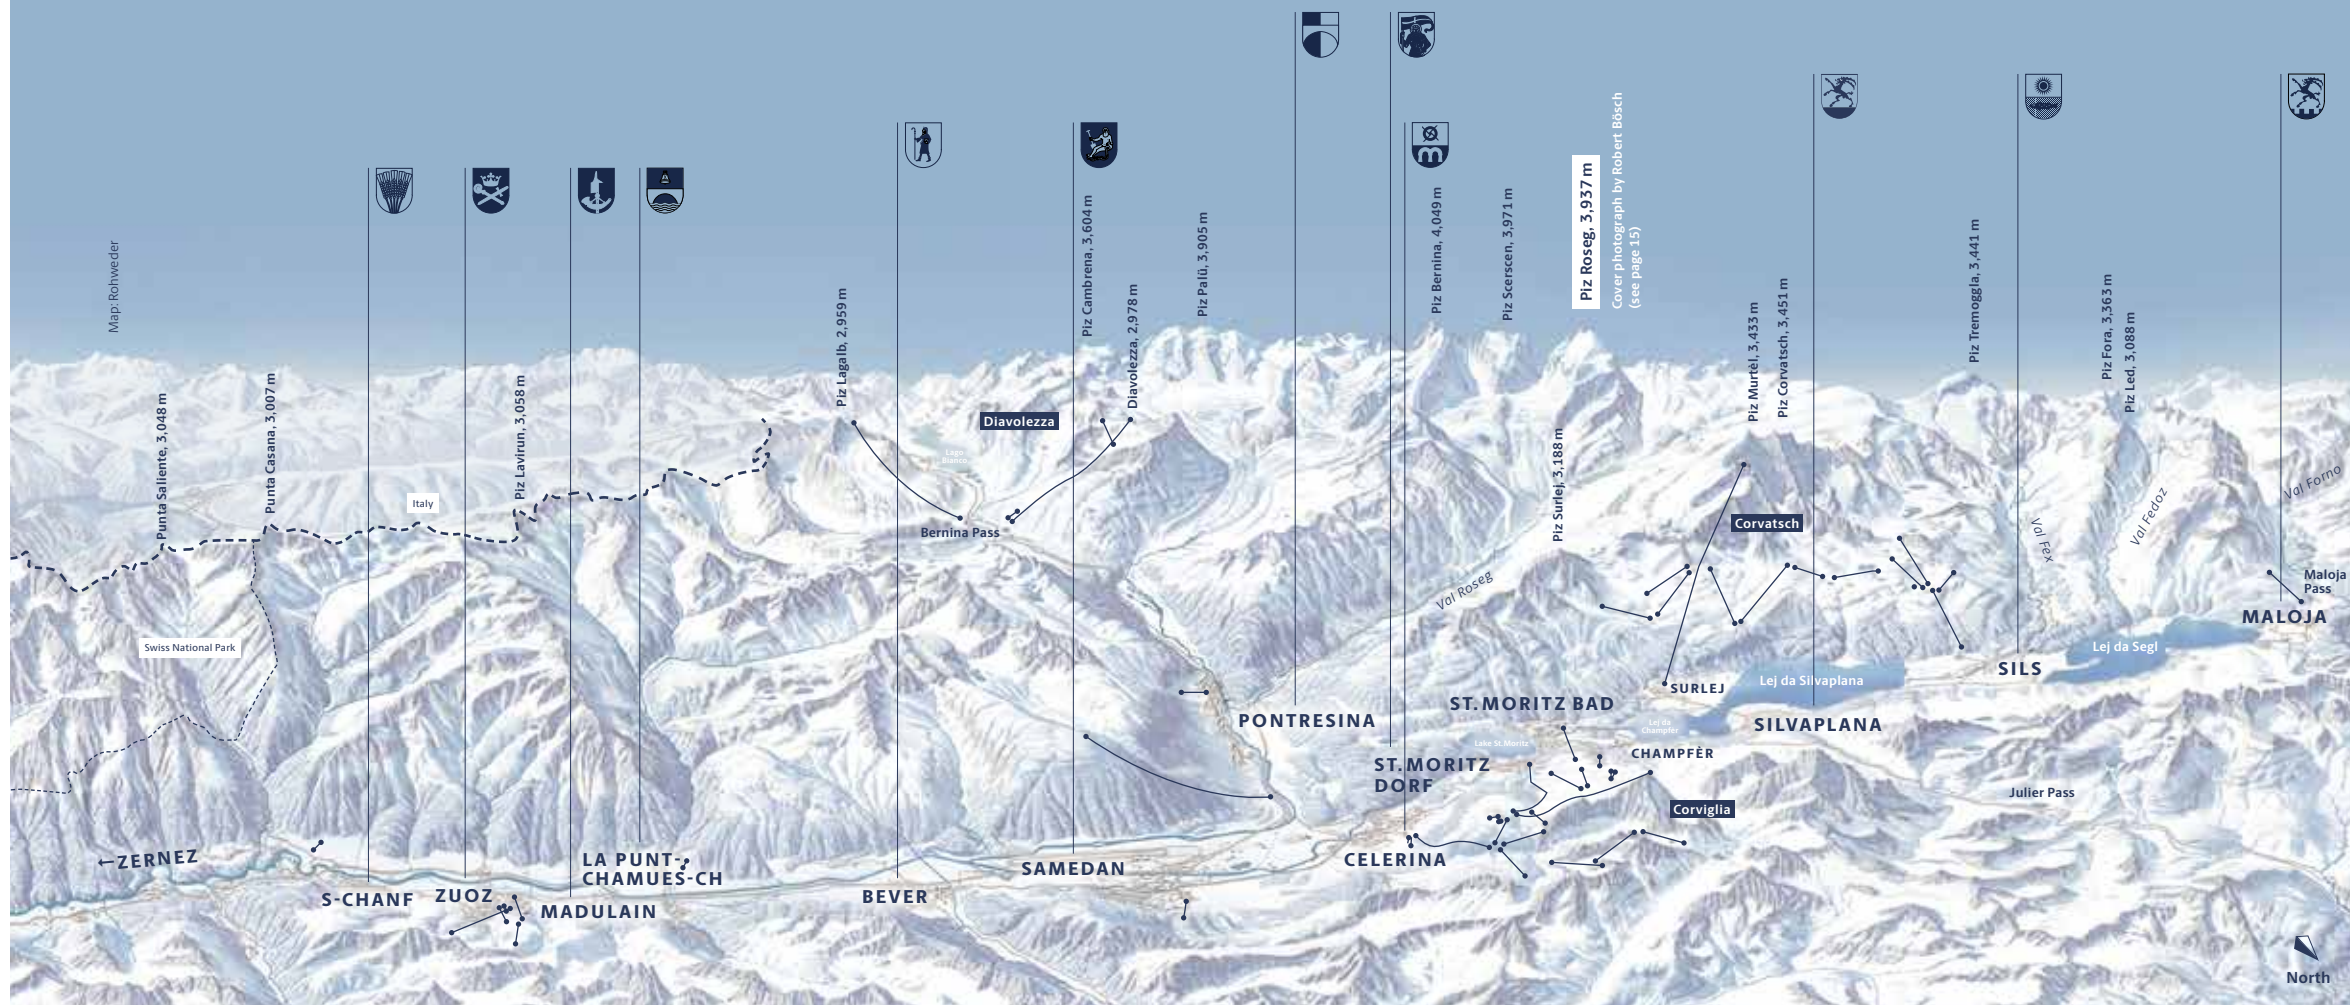 Map: Rohweder
Punta Saliente, 3,048 m
Punta Casana, 3,007 m
Italy
Piz Lavirun, 3,058 m
Piz Lagalb, 2,959 m
Diavolezza
Lago
Bianco
Bernina Pass
Piz Cambrena, 3,604 m
Diavolezza, 2,978 m
Piz Palü, 3,905 m
Piz Bernina, 4,049 m
Piz Scerscen, 3,971 m
Piz Roseg, 3,937 m
Cover photograph by Robert Bösch
(see page 15)
Piz Surlej, 3,188 m
Piz Murtèl, 3,433 m
Piz Corvatsch, 3,451 m
Corvatsch
Piz Tremoggla, 3,441 m
Piz Fora, 3,363 m
Piz Led, 3,088 m
Val Roseg
Val Fex
Val Fedoz
Val Forno
Maloja
Pass
MALOJA
Swiss National Park
Lej da Segl
SILS
Lej da Silvaplana
SURLEJ
SILVAPLANA
Lej da
Champfèr
CHAMPFÈR
ST. MORITZ BAD
Lake St. Moritz
ST. MORITZ
DORF
PONTRESINA
Julier Pass
Corviglia
←ZERNEZ
S-CHANF
ZUOZ
MADULAIN
LA PUNT-
CHAMUES-CH
BEVER
SAMEDAN
CELERINA
North